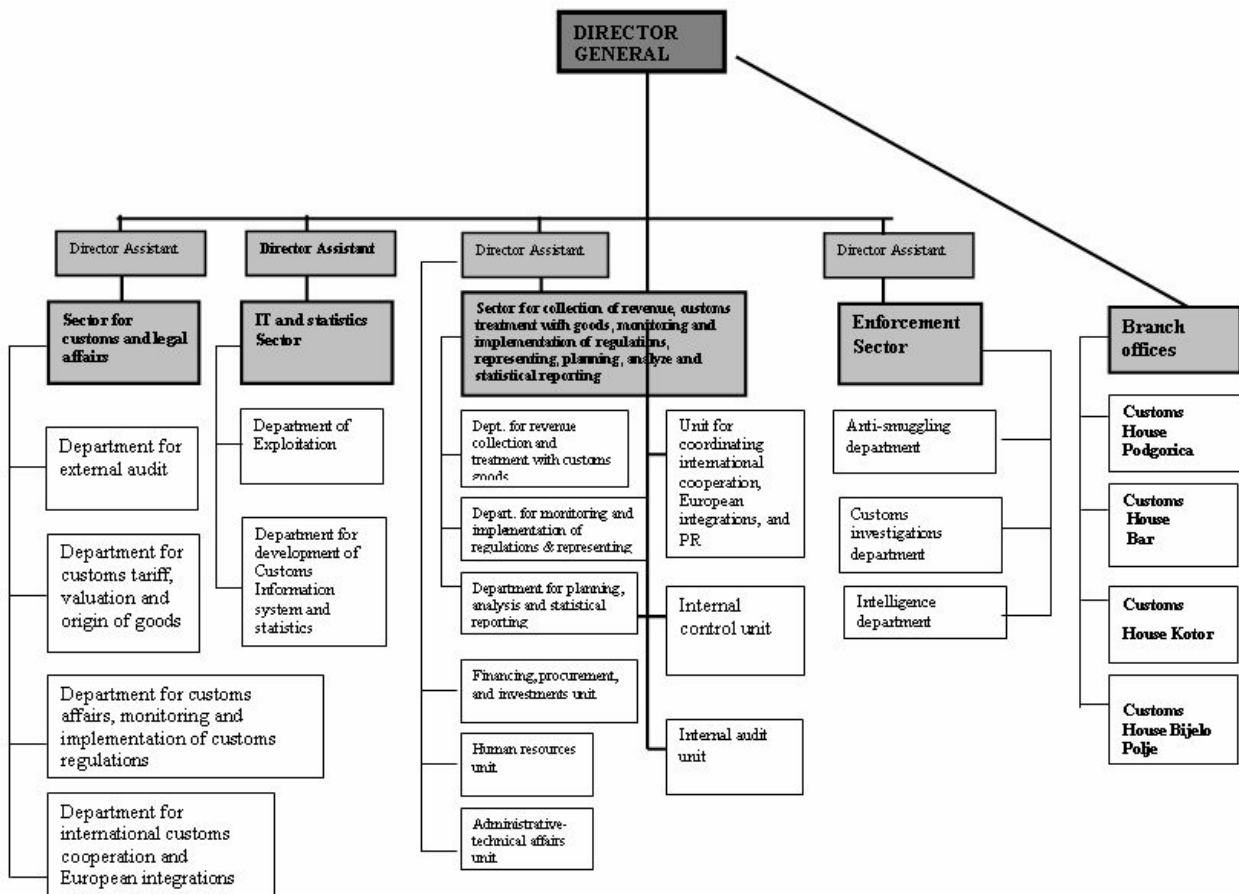 DIRECTOR
GENERAL
Director Assistant
Director Assistant
Director Assistant
Director Assistant
Sector for
customs and legal
affairs
IT and statistics
Sector
Sector for collection of revenue, customs
treatment with goods, monitoring and
implementation of regulations,
representing, planning, analyze and
statistical reporting
Enforcement
Sector
Branch
offices
Department for
external audit
Department for
customs tariff,
valuation and
origin of goods
Department for customs
affairs, monitoring and
implementation of customs
regulations
Department for
international customs
cooperation and
European integrations
Department of
Exploitation
Department for
development of
Customs
Information
system and
statistics
Dept. for revenue
collection and
treatment with customs
goods
Depart. for monitoring and
implementation of
regulations & representing
Department for planning,
analysis and statistical
reporting
Financing, procurement,
and investments unit
Human resources
unit
Administrative-
technical affairs
unit
Unit for
coordinating
international
cooperation,
European
integrations, and
PR
Internal
control unit
Internal audit
unit
Anti-smuggling
department
Customs
investigations
department
Intelligence
department
Customs
House
Podgorica
Customs
House
Bar
Customs
House Kotor
Customs
House Bijelo
Polje